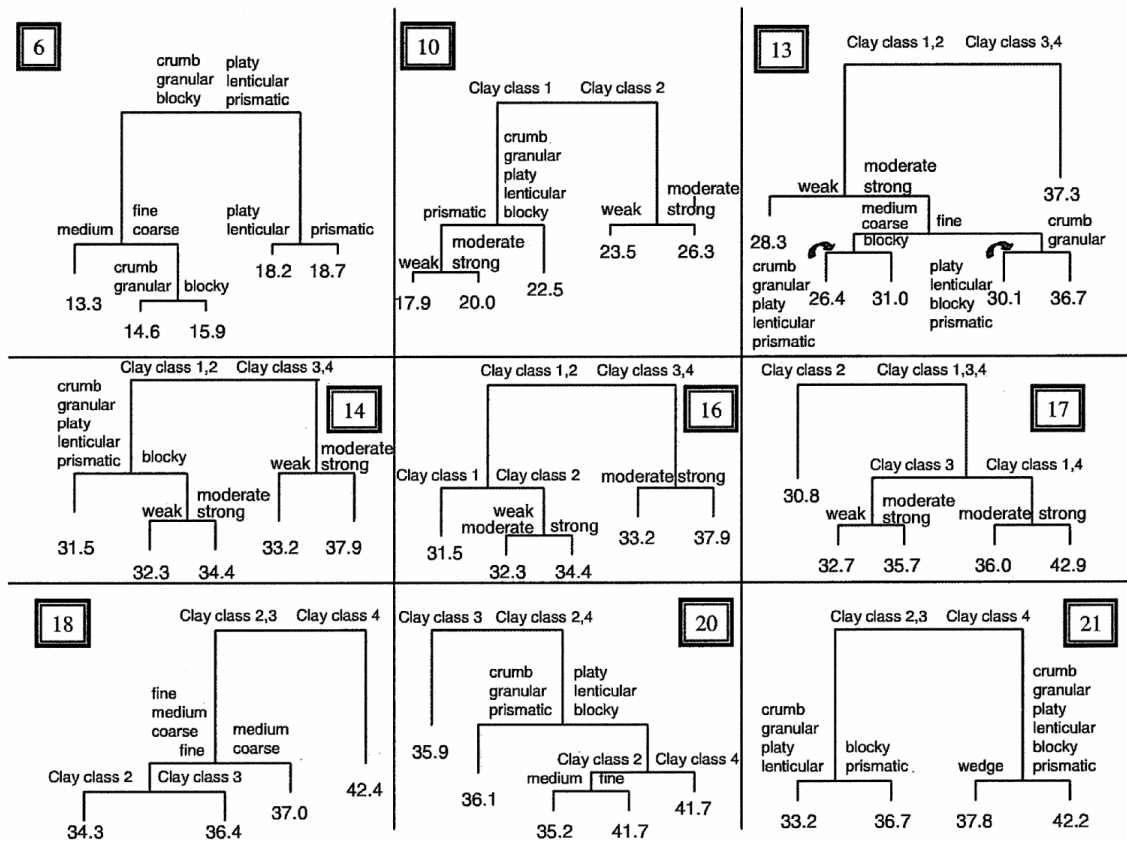 6
crumb platy
granular lenticular
blocky prismatic
medium
fine
coarse
platy
lenticular
prismatic
13.3
crumb
granular
blocky
14.6 15.9
18.2 18.7
10
Clay class 1 Clay class 2
crumb
granular
platy
lenticular
blocky
prismatic
weak
moderate
strong
weak
moderate
strong
17.9 20.0 22.5
23.5 26.3
13
Clay class 1,2 Clay class 3,4
weak
moderate
strong
37.3
28.3
medium
coarse
blocky
fine
crumb
granular
crumb
granular
platy
lenticular
prismatic
26.4 31.0
platy
lenticular
blocky
prismatic
30.1 36.7
14
Clay class 1,2 Clay class 3,4
crumb
granular
platy
lenticular
prismatic
blocky
weak
moderate
strong
weak
moderate
strong
31.5
32.3 34.4
33.2 37.9
16
Clay class 1,2 Clay class 3,4
Clay class 1 Clay class 2
moderate strong
weak
moderate
strong
31.5
32.3 34.4
33.2 37.9
17
Clay class 2 Clay class 1,3,4
30.8
Clay class 3 Clay class 1,4
weak
moderate
strong
moderate strong
32.7 35.7 36.0 42.9
18
Clay class 2,3 Clay class 4
fine
medium
coarse
fine
medium
coarse
Clay class 2 Clay class 3
34.3 36.4
37.0
42.4
20
Clay class 3 Clay class 2,4
crumb
granular
prismatic
platy
lenticular
blocky
35.9
36.1
Clay class 2 Clay class 4
medium fine
35.2 41.7
41.7
21
Clay class 2,3 Clay class 4
crumb
granular
platy
lenticular
blocky
prismatic
wedge
crumb
granular
platy
lenticular
blocky
prismatic
33.2 36.7 37.8 42.2